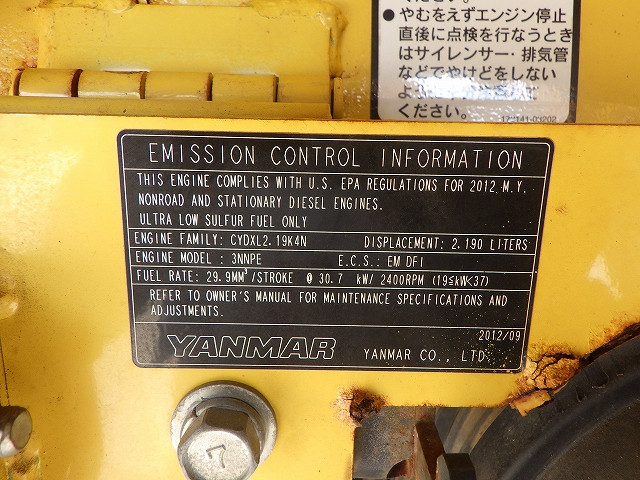 ●やむをえずエンジン停止
直後に点検を行なうとき
はサイレンサー・排気管
などでやけどをしない
ください。
EMISSION CONTROL INFORMATION
THIS ENGINE COMPLIES WITH U.S. EPA REGULATIONS FOR 2012 M.Y.
NONROAD AND STATIONARY DIESEL ENGINES.
ULTRA LOW SULFUR FUEL ONLY
ENGINE FAMILY: CYDXL2.19K4N DISPLACEMENT: 2.190 LITERS
ENGINE MODEL: 3NNPE E.C.S.: EM DFI
FUEL RATE: 29.9MM³/STROKE @ 30.7 kW/ 2400RPM (19≦kW<37)
REFER TO OWNER'S MANUAL FOR MAINTENANCE SPECIFICATIONS AND
ADJUSTMENTS.
2012/09
YANMAR YANMAR CO., LTD.
7